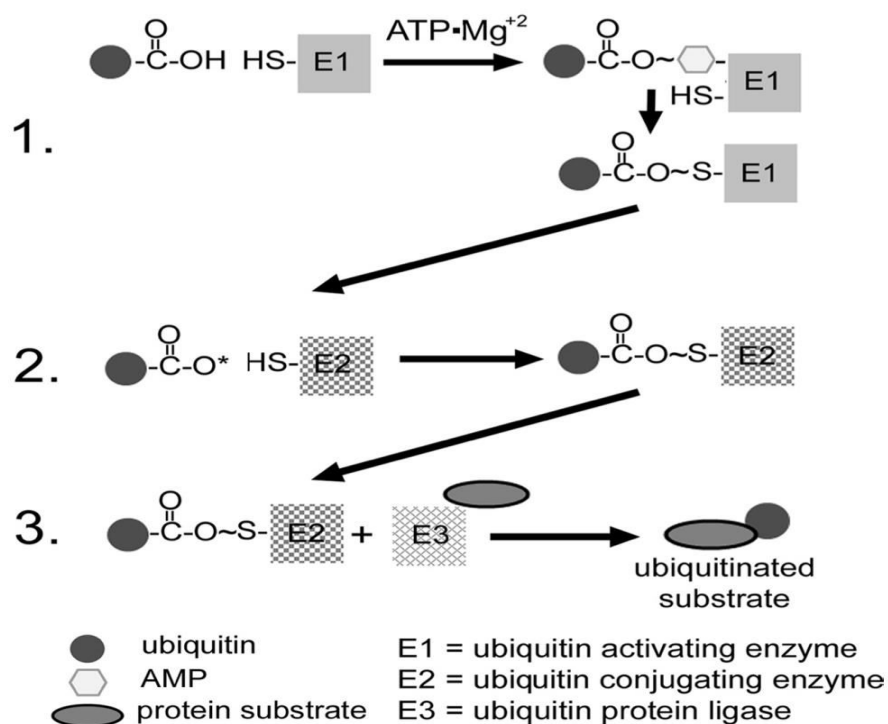 O
-C-OH HS- E1 ATP▪Mg+2 O
-C-O~ -
HS- E1
1.
O
-C-O~S- E1
2.
O
-C-O* HS- E2 O
-C-O~S- E2
3.
O
-C-O~S- E2 + E3
ubiquitinated
substrate
ubiquitin
AMP
protein substrate
E1 = ubiquitin activating enzyme
E2 = ubiquitin conjugating enzyme
E3 = ubiquitin protein ligase